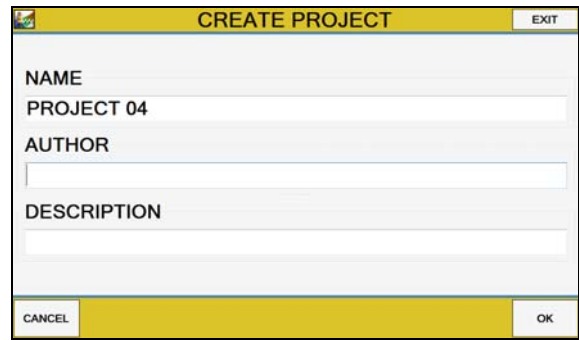 CREATE PROJECT
EXIT
NAME
PROJECT 04
AUTHOR
DESCRIPTION
CANCEL
OK